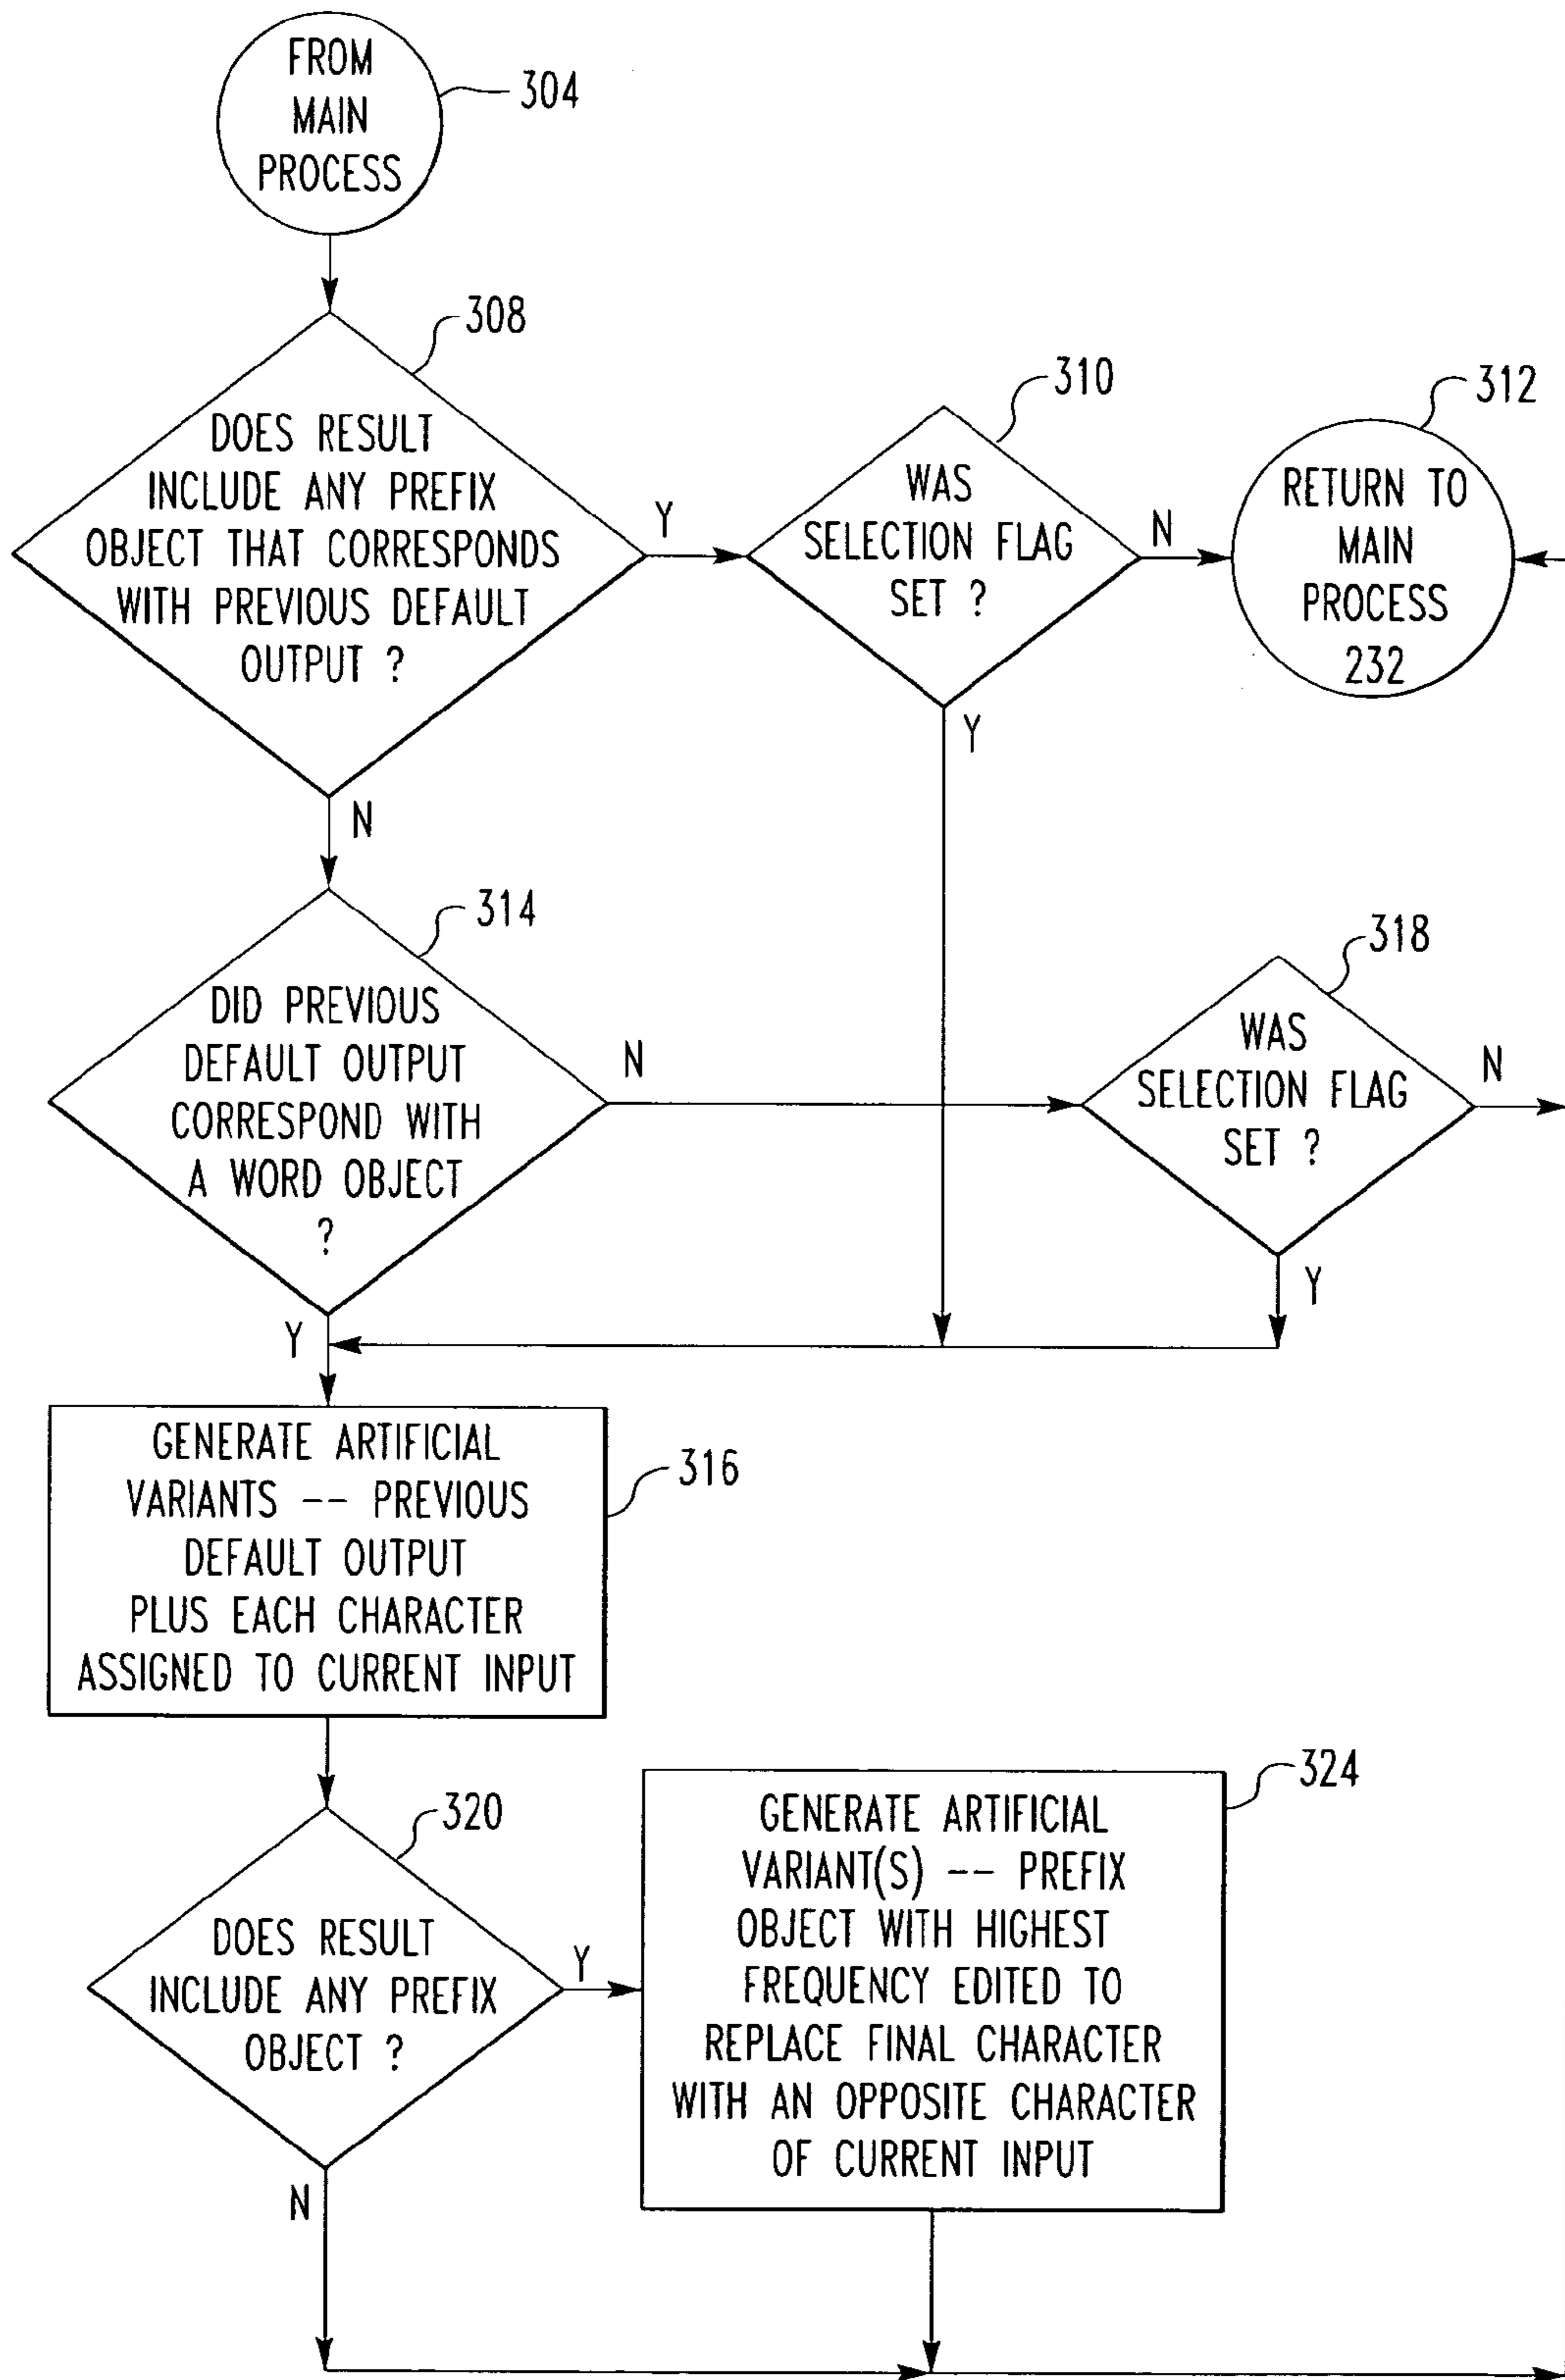 FROM
MAIN
PROCESS
304
308
DOES RESULT
INCLUDE ANY PREFIX
OBJECT THAT CORRESPONDS
WITH PREVIOUS DEFAULT
OUTPUT ?
Y
N
310
WAS
SELECTION FLAG
SET ?
N
Y
312
RETURN TO
MAIN
PROCESS
232
314
DID PREVIOUS
DEFAULT OUTPUT
CORRESPOND WITH
A WORD OBJECT
?
N
Y
318
WAS
SELECTION FLAG
SET ?
N
Y
GENERATE ARTIFICIAL
VARIANTS -- PREVIOUS
DEFAULT OUTPUT
PLUS EACH CHARACTER
ASSIGNED TO CURRENT INPUT
316
320
DOES RESULT
INCLUDE ANY PREFIX
OBJECT ?
Y
N
324
GENERATE ARTIFICIAL
VARIANT(S) -- PREFIX
OBJECT WITH HIGHEST
FREQUENCY EDITED TO
REPLACE FINAL CHARACTER
WITH AN OPPOSITE CHARACTER
OF CURRENT INPUT